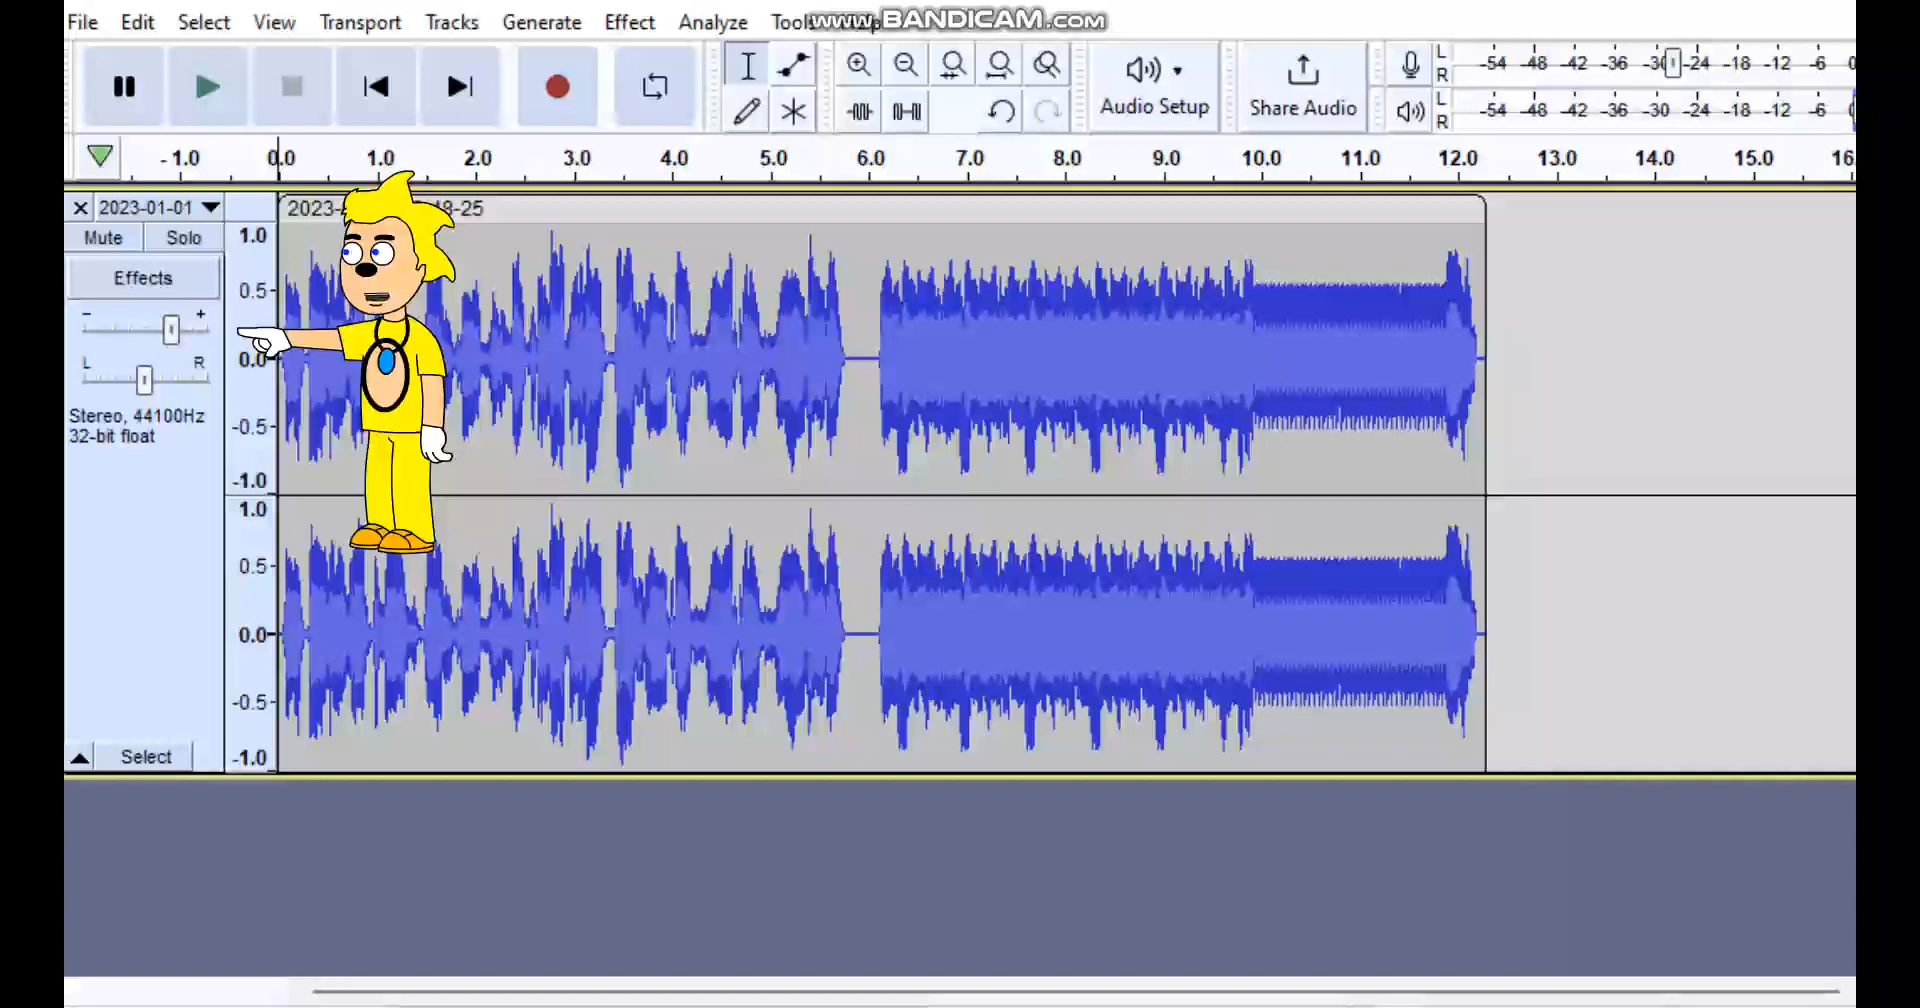 File Edit Select View Transport Tracks Generate Effect Analyze Tools Help
www.BANDICAM.com
Audio Setup
Share Audio
L
R
-54 -48 -42 -36 -30 -24 -18 -12 -6 0
L
R
-54 -48 -42 -36 -30 -24 -18 -12 -6 0
-1.0 0.0 1.0 2.0 3.0 4.0 5.0 6.0 7.0 8.0 9.0 10.0 11.0 12.0 13.0 14.0 15.0 16.
2023-01-01
2023- 48-25
Mute Solo
Effects
- +
L R
Stereo, 44100Hz
32-bit float
1.0
0.5
0.0
-0.5
-1.0
1.0
0.5
0.0
-0.5
-1.0
Select